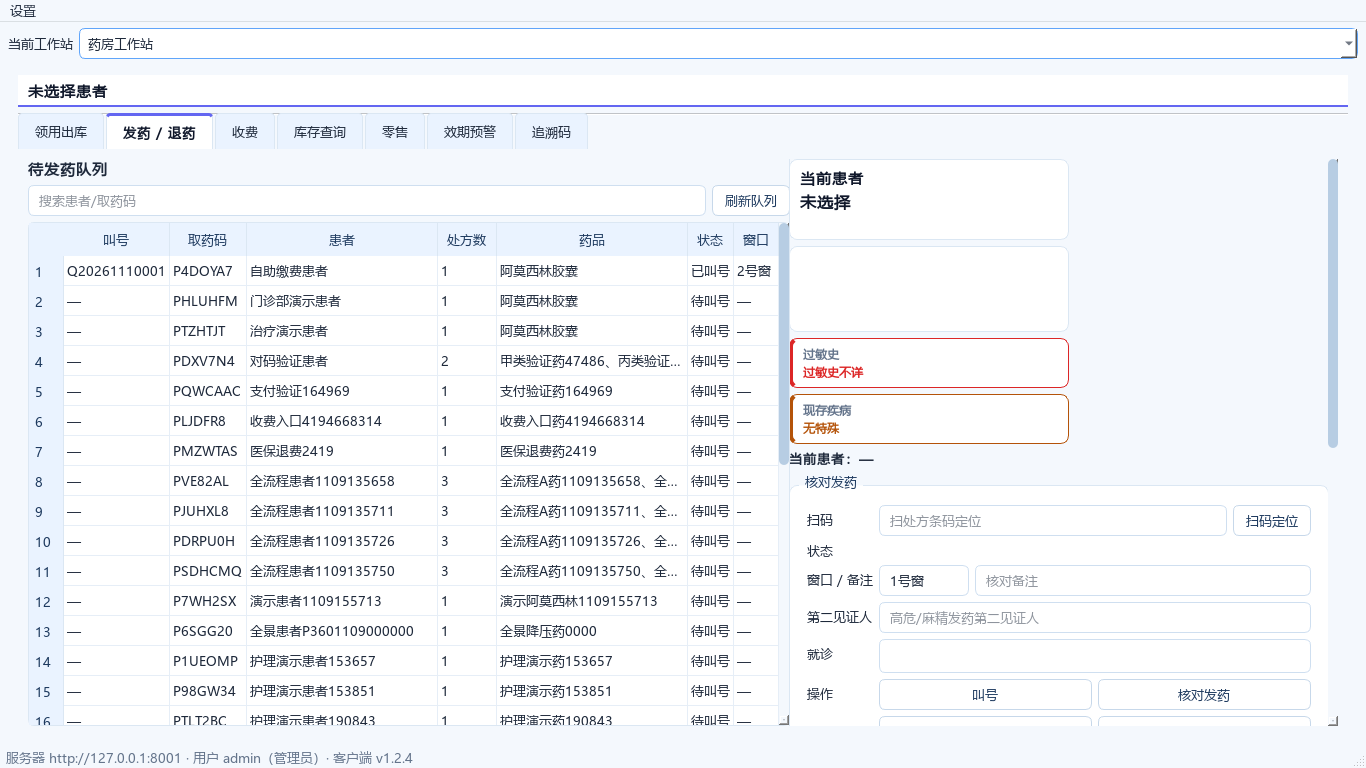 设置
当前工作站 药房工作站
未选择患者
领用出库 发药 / 退药 收费 库存查询 零售 效期预警 追溯码
待发药队列
搜索患者/取药码 刷新队列
叫号 取药码 患者 处方数 药品 状态 窗口
1 Q20261110001 P4DOYA7 自助缴费患者 1 阿莫西林胶囊 已叫号 2号窗
2 — PHLUHFM 门诊部演示患者 1 阿莫西林胶囊 待叫号 —
3 — PTZHTJT 治疗演示患者 1 阿莫西林胶囊 待叫号 —
4 — PDXV7N4 对码验证患者 2 甲类验证药47486、丙类验证... 待叫号 —
5 — PQWCAAC 支付验证164969 1 支付验证药164969 待叫号 —
6 — PLJDFR8 收费入口4194668314 1 收费入口药4194668314 待叫号 —
7 — PMZWTAS 医保退费2419 1 医保退费药2419 待叫号 —
8 — PVE82AL 全流程患者1109135658 3 全流程A药1109135658、全... 待叫号 —
9 — PJUHXL8 全流程患者1109135711 3 全流程A药1109135711、全... 待叫号 —
10 — PDRPU0H 全流程患者1109135726 3 全流程A药1109135726、全... 待叫号 —
11 — PSDHCMQ 全流程患者1109135750 3 全流程A药1109135750、全... 待叫号 —
12 — P7WH2SX 演示患者1109155713 1 演示阿莫西林1109155713 待叫号 —
13 — P6SGG20 全景患者P3601109000000 1 全景降压药0000 待叫号 —
14 — P1UEOMP 护理演示患者153657 1 护理演示药153657 待叫号 —
15 — P98GW34 护理演示患者153851 1 护理演示药153851 待叫号 —
16 — PTLT2BC 护理演示患者190843 1 护理演示药190843 待叫号 —
当前患者
未选择
过敏史
过敏史不详
现存疾病
无特殊
当前患者：—
核对发药
扫码 扫处方条码定位 扫码定位
状态
窗口 / 备注 1号窗 核对备注
第二见证人 高危/麻精发药第二见证人
就诊
操作 叫号 核对发药
服务器 http://127.0.0.1:8001 · 用户 admin（管理员）· 客户端 v1.2.4